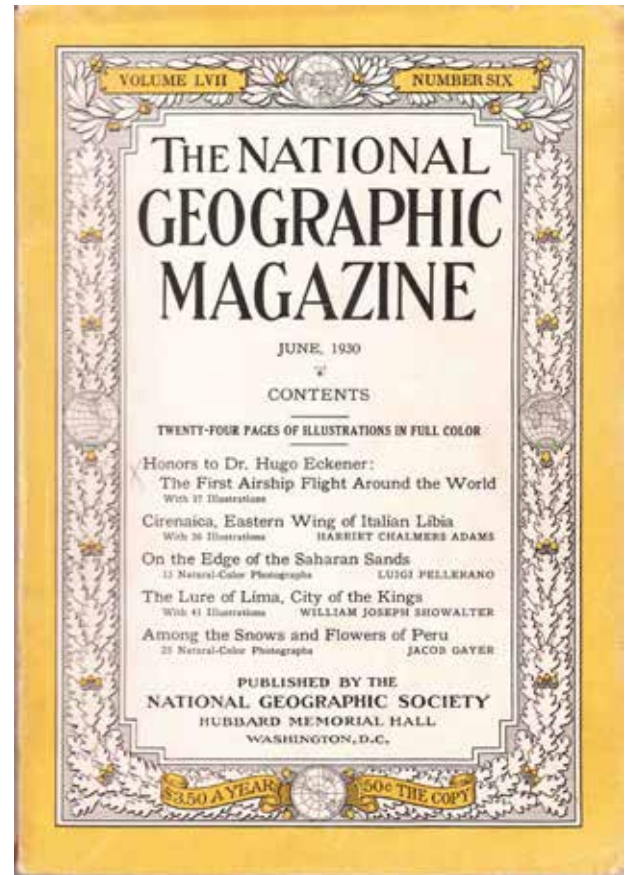 VOLUME LVII
NUMBER SIX
THE NATIONAL
GEOGRAPHIC
MAGAZINE
JUNE, 1930
CONTENTS
TWENTY-FOUR PAGES OF ILLUSTRATIONS IN FULL COLOR
Honors to Dr. Hugo Eckener:
The First Airship Flight Around the World
With 37 Illustrations
Cirenaica, Eastern Wing of Italian Libia
With 36 Illustrations HARRIET CHALMERS ADAMS
On the Edge of the Saharan Sands
Natural-Color Photographs LUIGI PELLERANO
The Lure of Lima, City of the Kings
With 41 Illustrations WILLIAM JOSEPH SHOWALTER
Among the Snows and Flowers of Peru
Natural-Color Photographs JACOB GAYER
PUBLISHED BY THE
NATIONAL GEOGRAPHIC SOCIETY
HUBBARD MEMORIAL HALL
WASHINGTON, D.C.
$3.50 A YEAR
50¢ THE COPY